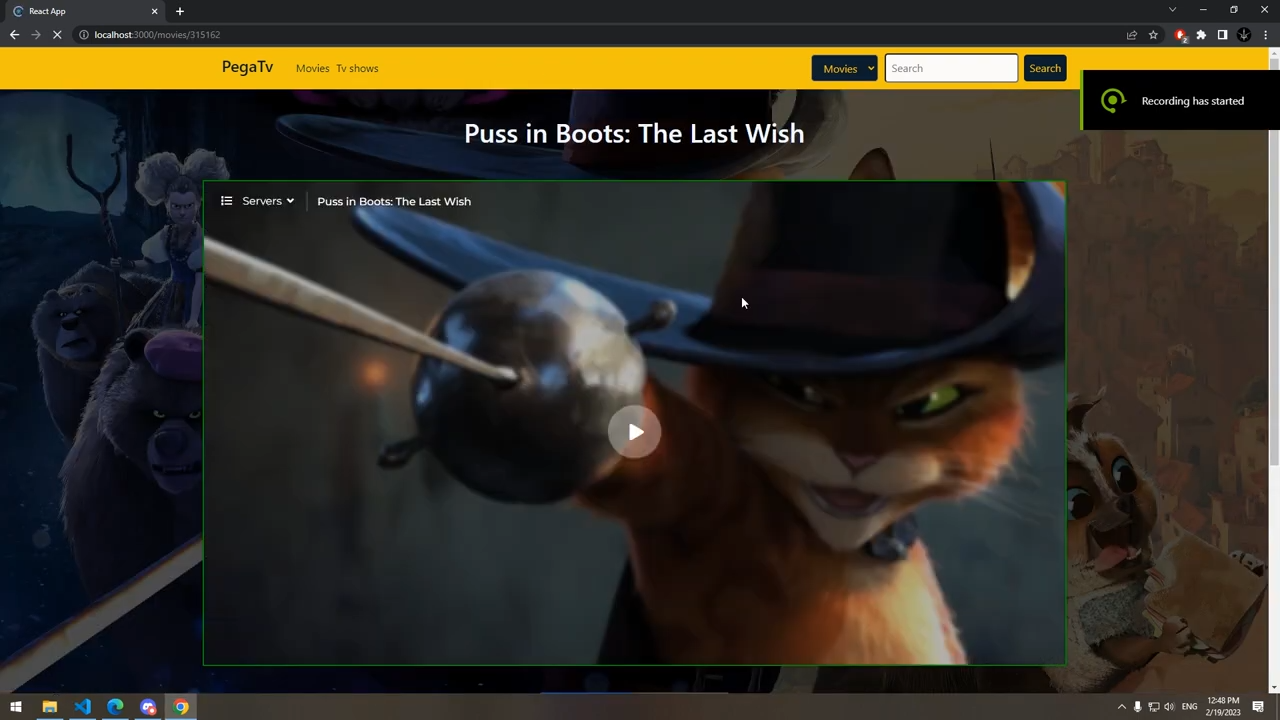 React App
localhost:3000/movies/315162
2
PegaTv
Movies Tv shows
Movies
Search
Search
Recording has started
Puss in Boots: The Last Wish
Servers
Puss in Boots: The Last Wish
ENG
12:48 PM
2/19/2023